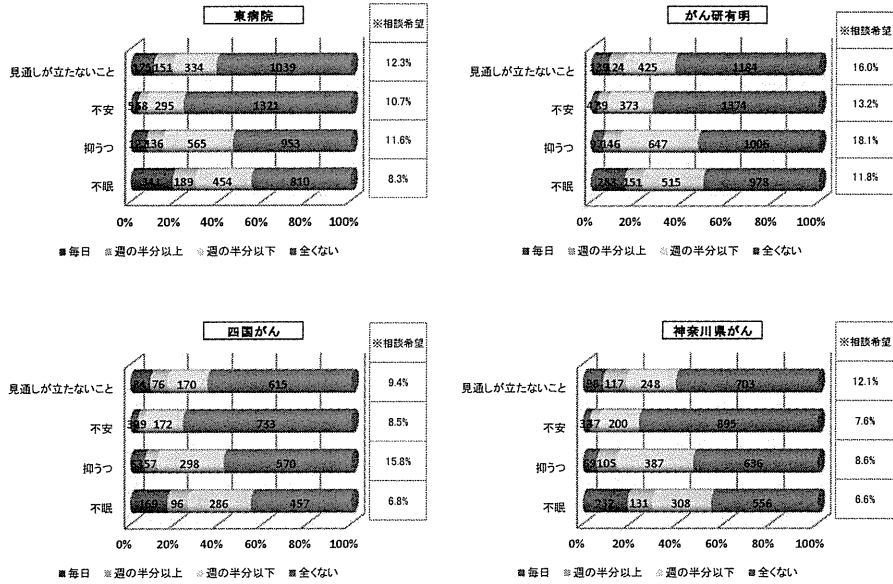 東病院
※相談希望
見通しが立たないこと 175 151 334 1039 12.3%
不安 295 1321 10.7%
抑うつ 136 565 953 11.6%
不眠 341 189 454 810 8.3%
0% 20% 40% 60% 80% 100%
■毎日 ■週の半分以上 ■週の半分以下 ■全くない
がん研有明
※相談希望
見通しが立たないこと 124 425 1184 16.0%
不安 373 1374 13.2%
抑うつ 146 647 1006 18.1%
不眠 151 515 978 11.8%
0% 20% 40% 60% 80% 100%
■毎日 ■週の半分以上 ■週の半分以下 ■全くない
四国がん
※相談希望
見通しが立たないこと 76 170 615 9.4%
不安 172 733 8.5%
抑うつ 57 298 570 15.8%
不眠 169 96 286 457 6.8%
0% 20% 40% 60% 80% 100%
■毎日 ■週の半分以上 ■週の半分以下 ■全くない
神奈川県がん
※相談希望
見通しが立たないこと 117 248 703 12.1%
不安 200 895 7.6%
抑うつ 69 105 387 636 8.6%
不眠 232 131 308 556 6.6%
0% 20% 40% 60% 80% 100%
■毎日 ■週の半分以上 ■週の半分以下 ■全くない